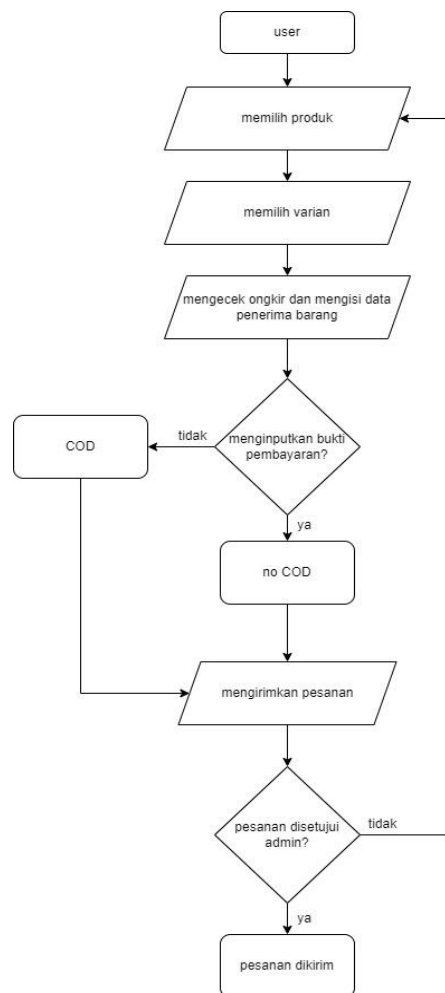 user
memilih produk
memilih varian
mengecek ongkir dan mengisi data
penerima barang
menginputkan bukti
pembayaran?
tidak
COD
ya
no COD
mengirimkan pesanan
pesanan disetujui
admin?
tidak
ya
pesanan dikirim